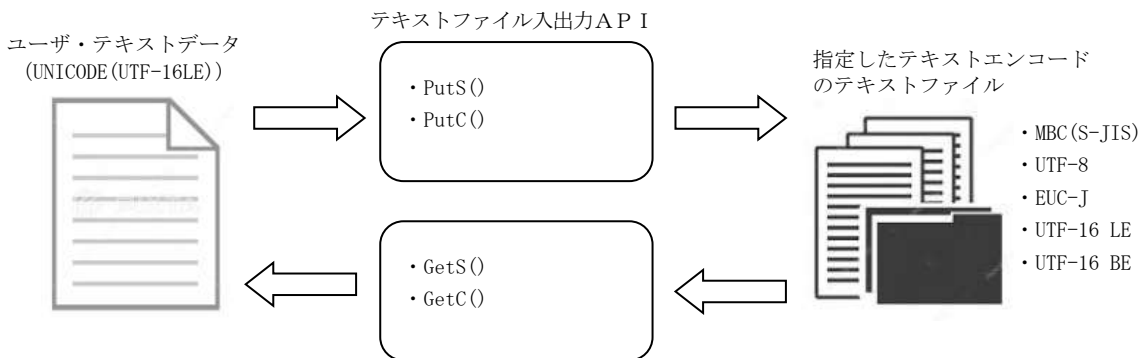 テキストファイル入出力ＡＰＩ
ユーザ・テキストデータ
(UNICODE(UTF-16LE))
・PutS()
・PutC()
指定したテキストエンコード
のテキストファイル
・MBC(S-JIS)
・UTF-8
・EUC-J
・UTF-16 LE
・UTF-16 BE
・GetS()
・GetC()